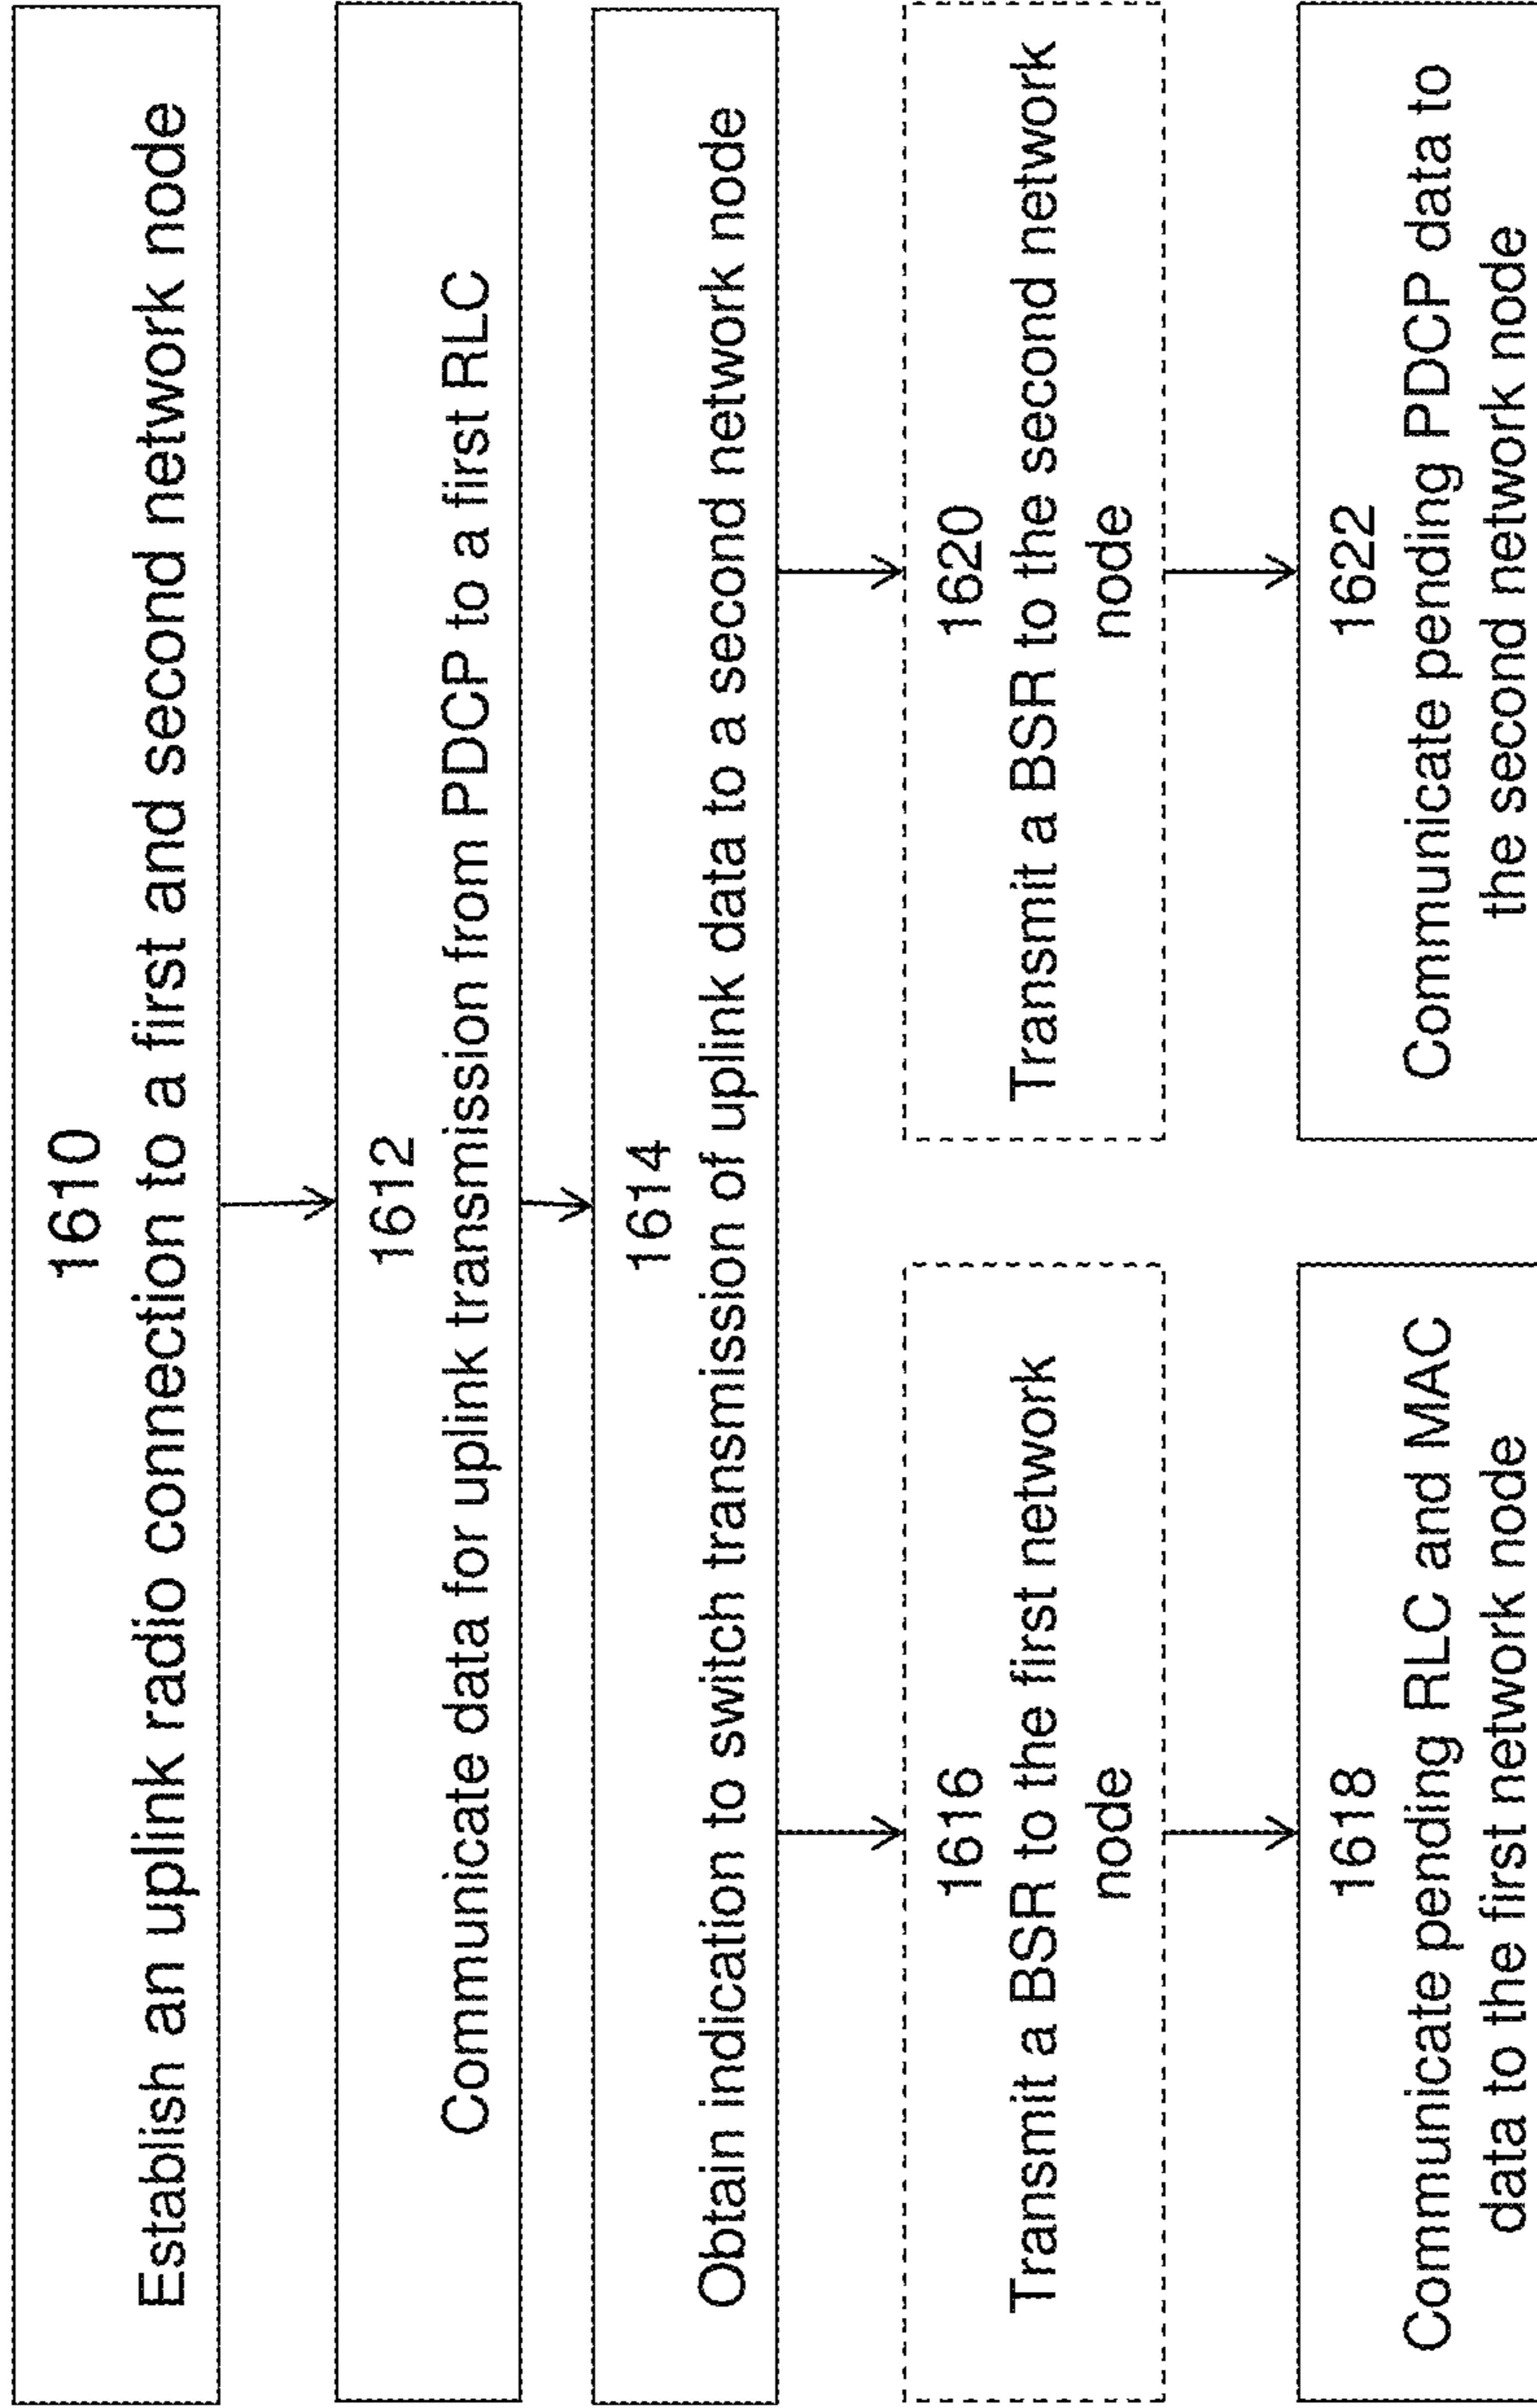 1610
Establish an uplink radio connection to a first and second network node
1612
Communicate data for uplink transmission from PDCP to a first RLC
1614
Obtain indication to switch transmission of uplink data to a second network node
1616
Transmit a BSR to the first network
node
1618
Communicate pending RLC and MAC
data to the first network node
1620
Transmit a BSR to the second network
node
1622
Communicate pending PDCP data to
the second network node